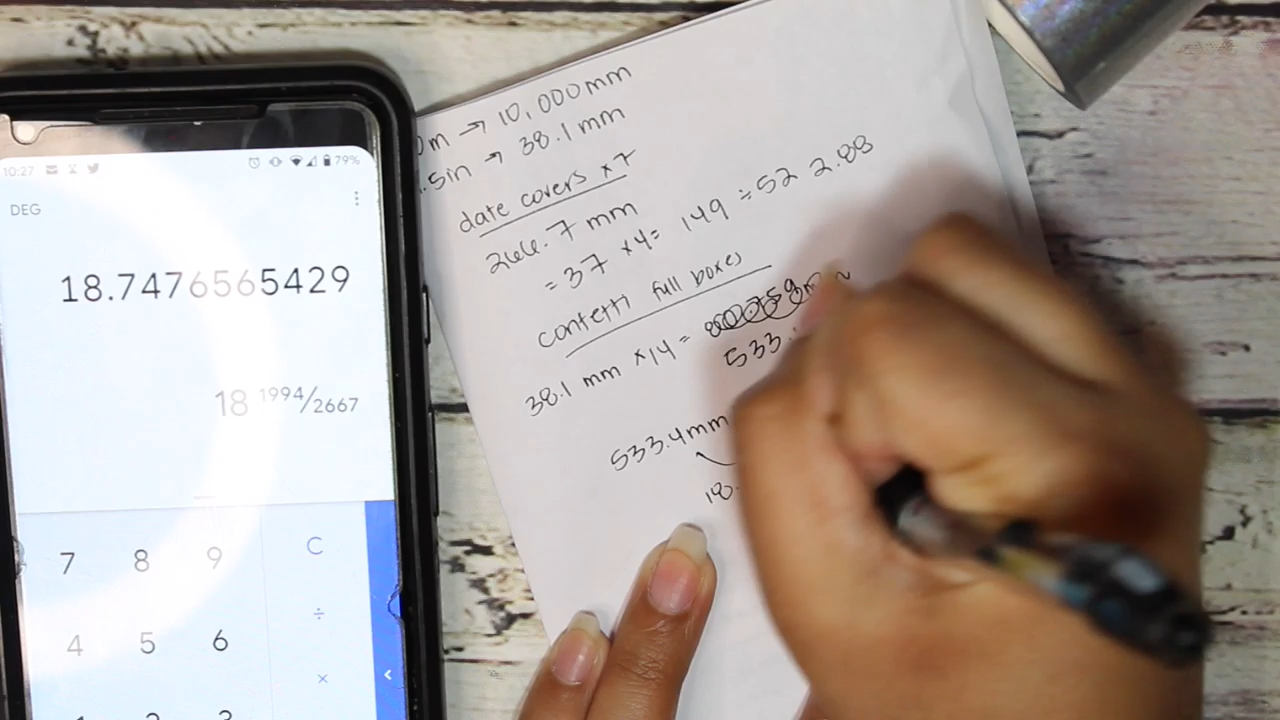 10:27
79%
DEG
18.7476565429
18 1994/2667
7 8 9 C
÷
4 5 6
×
<
m → 10,000mm
.5in → 38.1mm
date covers x7
266.7 mm
= 37 x4= 149 ÷52 2.88
confetti full boxes
38.1 mm x14=
533.
533.4mm
18.